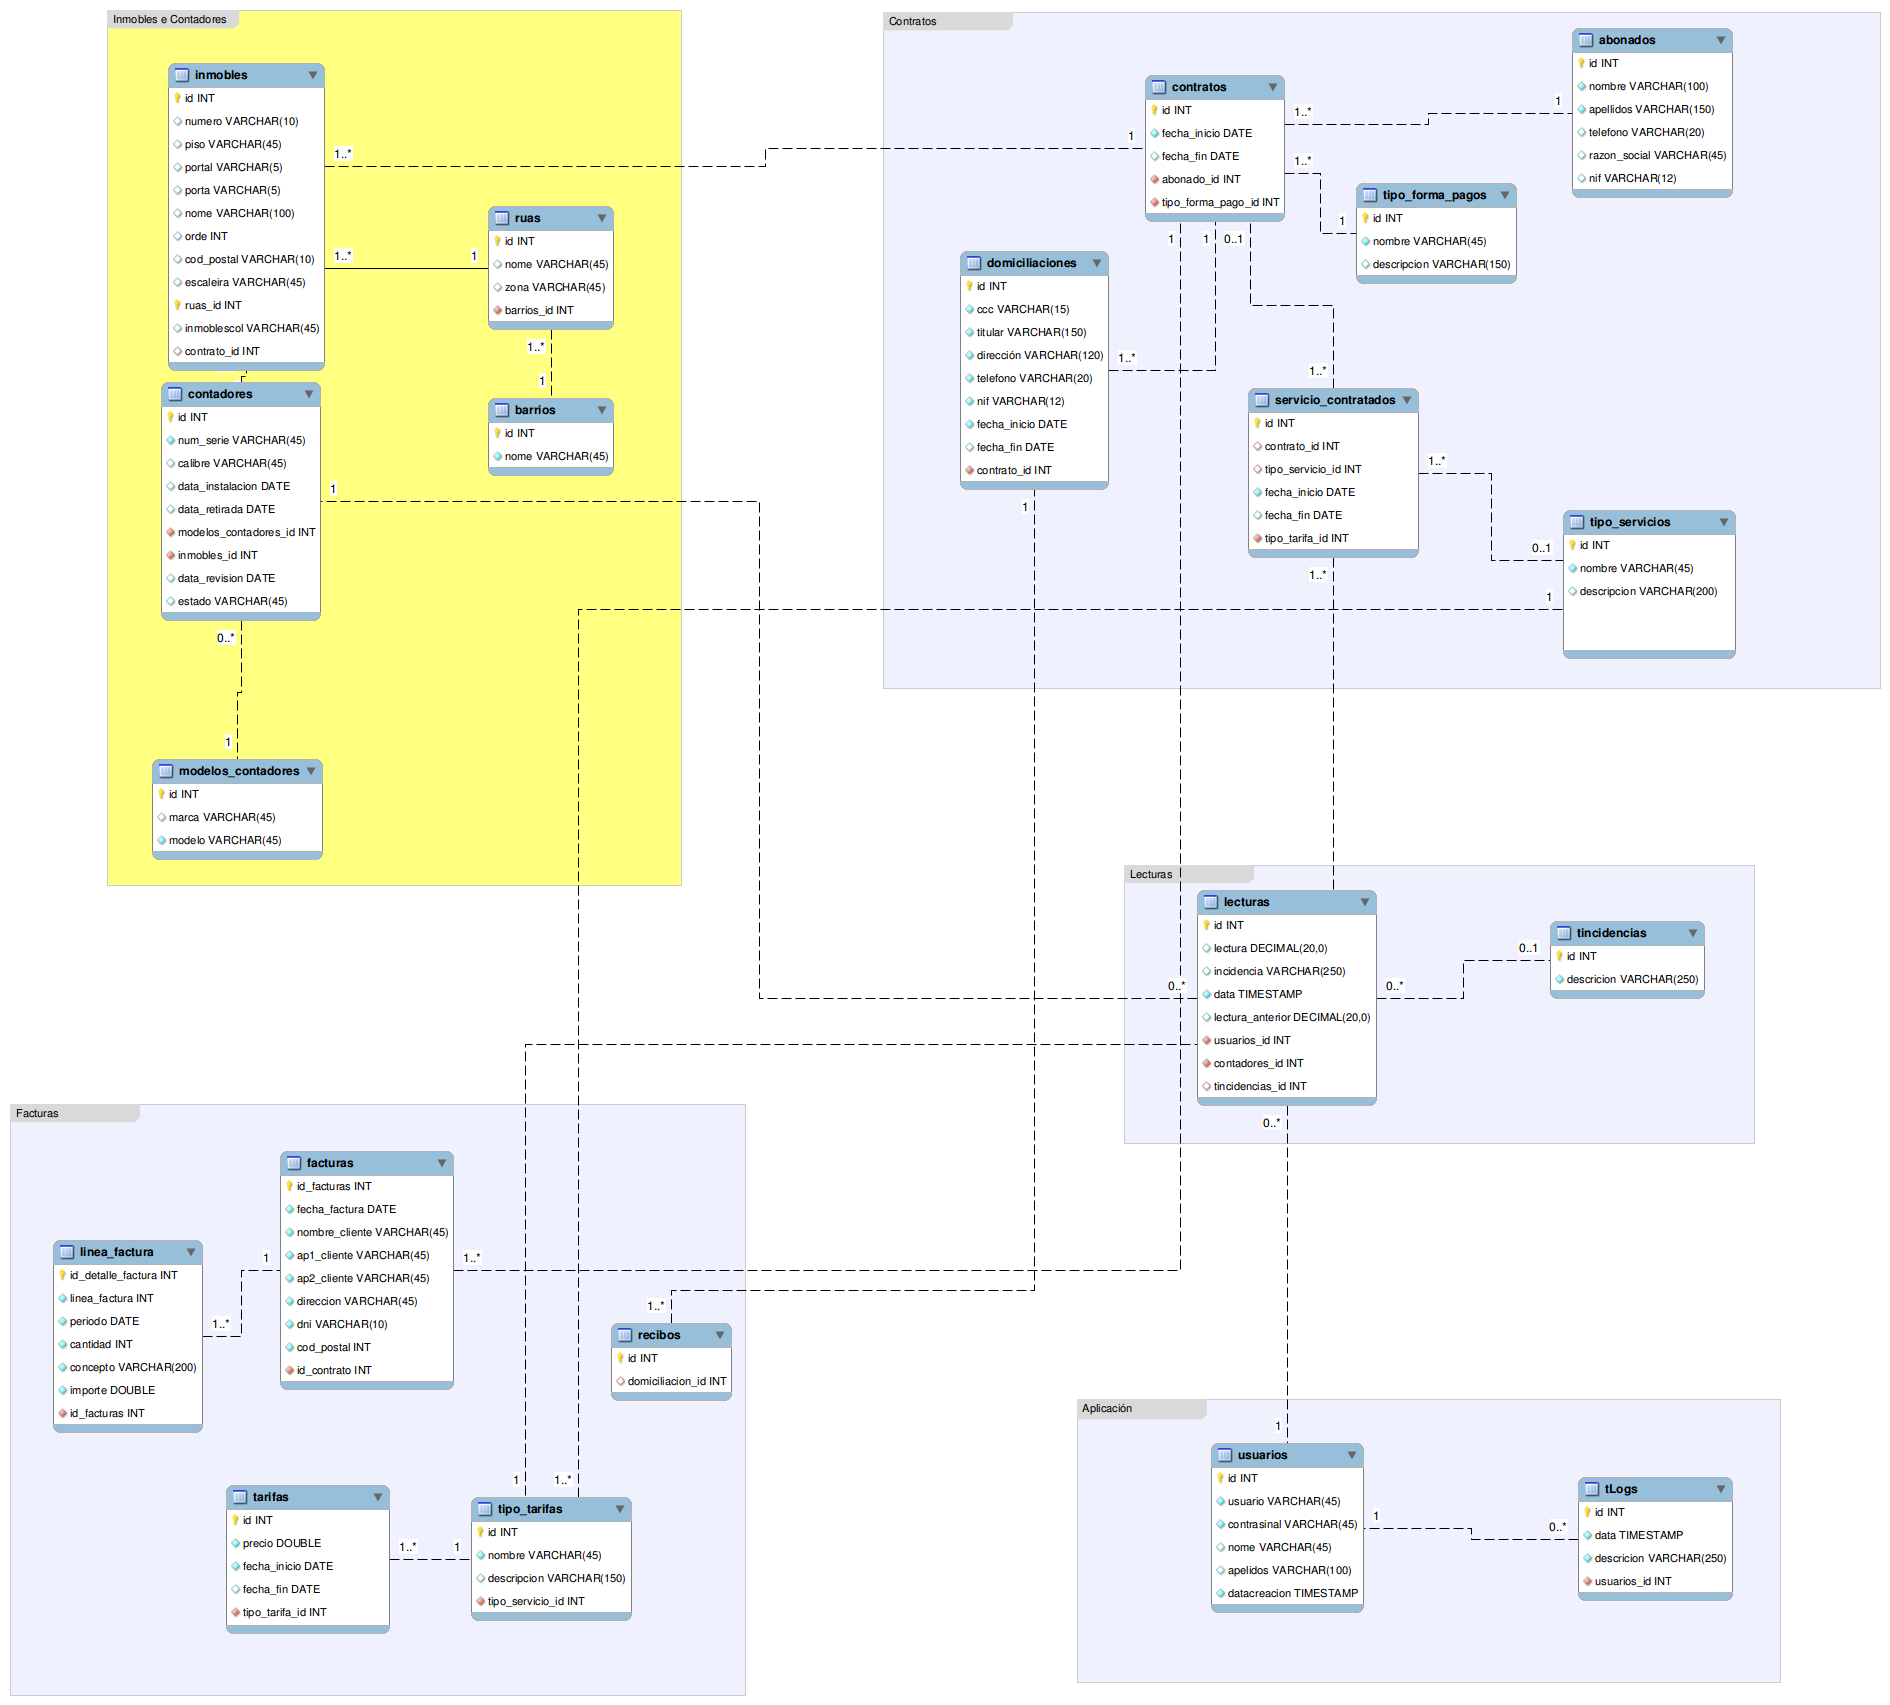 Inmobles e Contadores
inmobles
id INT
numero VARCHAR(10)
piso VARCHAR(45)
portal VARCHAR(5)
porta VARCHAR(5)
nome VARCHAR(100)
orde INT
cod_postal VARCHAR(10)
escaleira VARCHAR(45)
ruas_id INT
inmoblescol VARCHAR(45)
contrato_id INT
1..*
1..*
1
ruas
id INT
nome VARCHAR(45)
zona VARCHAR(45)
barrios_id INT
1..*
1
barrios
id INT
nome VARCHAR(45)
contadores
id INT
num_serie VARCHAR(45)
calibre VARCHAR(45)
data_instalacion DATE
data_retirada DATE
modelos_contadores_id INT
inmobles_id INT
data_revision DATE
estado VARCHAR(45)
1
0..*
1
modelos_contadores
id INT
marca VARCHAR(45)
modelo VARCHAR(45)
Contratos
contratos
id INT
fecha_inicio DATE
fecha_fin DATE
abonado_id INT
tipo_forma_pago_id INT
1
1..*
1
1..*
1
1
1
0..1
abonados
id INT
nombre VARCHAR(100)
apellidos VARCHAR(150)
telefono VARCHAR(20)
razon_social VARCHAR(45)
nif VARCHAR(12)
tipo_forma_pagos
id INT
nombre VARCHAR(45)
descripcion VARCHAR(150)
domiciliaciones
id INT
ccc VARCHAR(15)
titular VARCHAR(150)
dirección VARCHAR(120)
telefono VARCHAR(20)
nif VARCHAR(12)
fecha_inicio DATE
fecha_fin DATE
contrato_id INT
1..*
1
1..*
servicio_contratados
id INT
contrato_id INT
tipo_servicio_id INT
fecha_inicio DATE
fecha_fin DATE
tipo_tarifa_id INT
1..*
0..1
1..*
1
tipo_servicios
id INT
nombre VARCHAR(45)
descripcion VARCHAR(200)
Lecturas
lecturas
id INT
lectura DECIMAL(20,0)
incidencia VARCHAR(250)
data TIMESTAMP
lectura_anterior DECIMAL(20,0)
usuarios_id INT
contadores_id INT
tincidencias_id INT
0..*
0..*
0..1
0..*
tincidencias
id INT
descricion VARCHAR(250)
Facturas
facturas
id_facturas INT
fecha_factura DATE
nombre_cliente VARCHAR(45)
ap1_cliente VARCHAR(45)
ap2_cliente VARCHAR(45)
direccion VARCHAR(45)
dni VARCHAR(10)
cod_postal INT
id_contrato INT
1
1..*
1..*
linea_factura
id_detalle_factura INT
linea_factura INT
periodo DATE
cantidad INT
concepto VARCHAR(200)
importe DOUBLE
id_facturas INT
1..*
recibos
id INT
domiciliacion_id INT
tarifas
id INT
precio DOUBLE
fecha_inicio DATE
fecha_fin DATE
tipo_tarifa_id INT
1..*
1
1
1..*
tipo_tarifas
id INT
nombre VARCHAR(45)
descripcion VARCHAR(150)
tipo_servicio_id INT
Aplicación
1
usuarios
id INT
usuario VARCHAR(45)
contrasinal VARCHAR(45)
nome VARCHAR(45)
apelidos VARCHAR(100)
datacreacion TIMESTAMP
1
0..*
tLogs
id INT
data TIMESTAMP
descricion VARCHAR(250)
usuarios_id INT